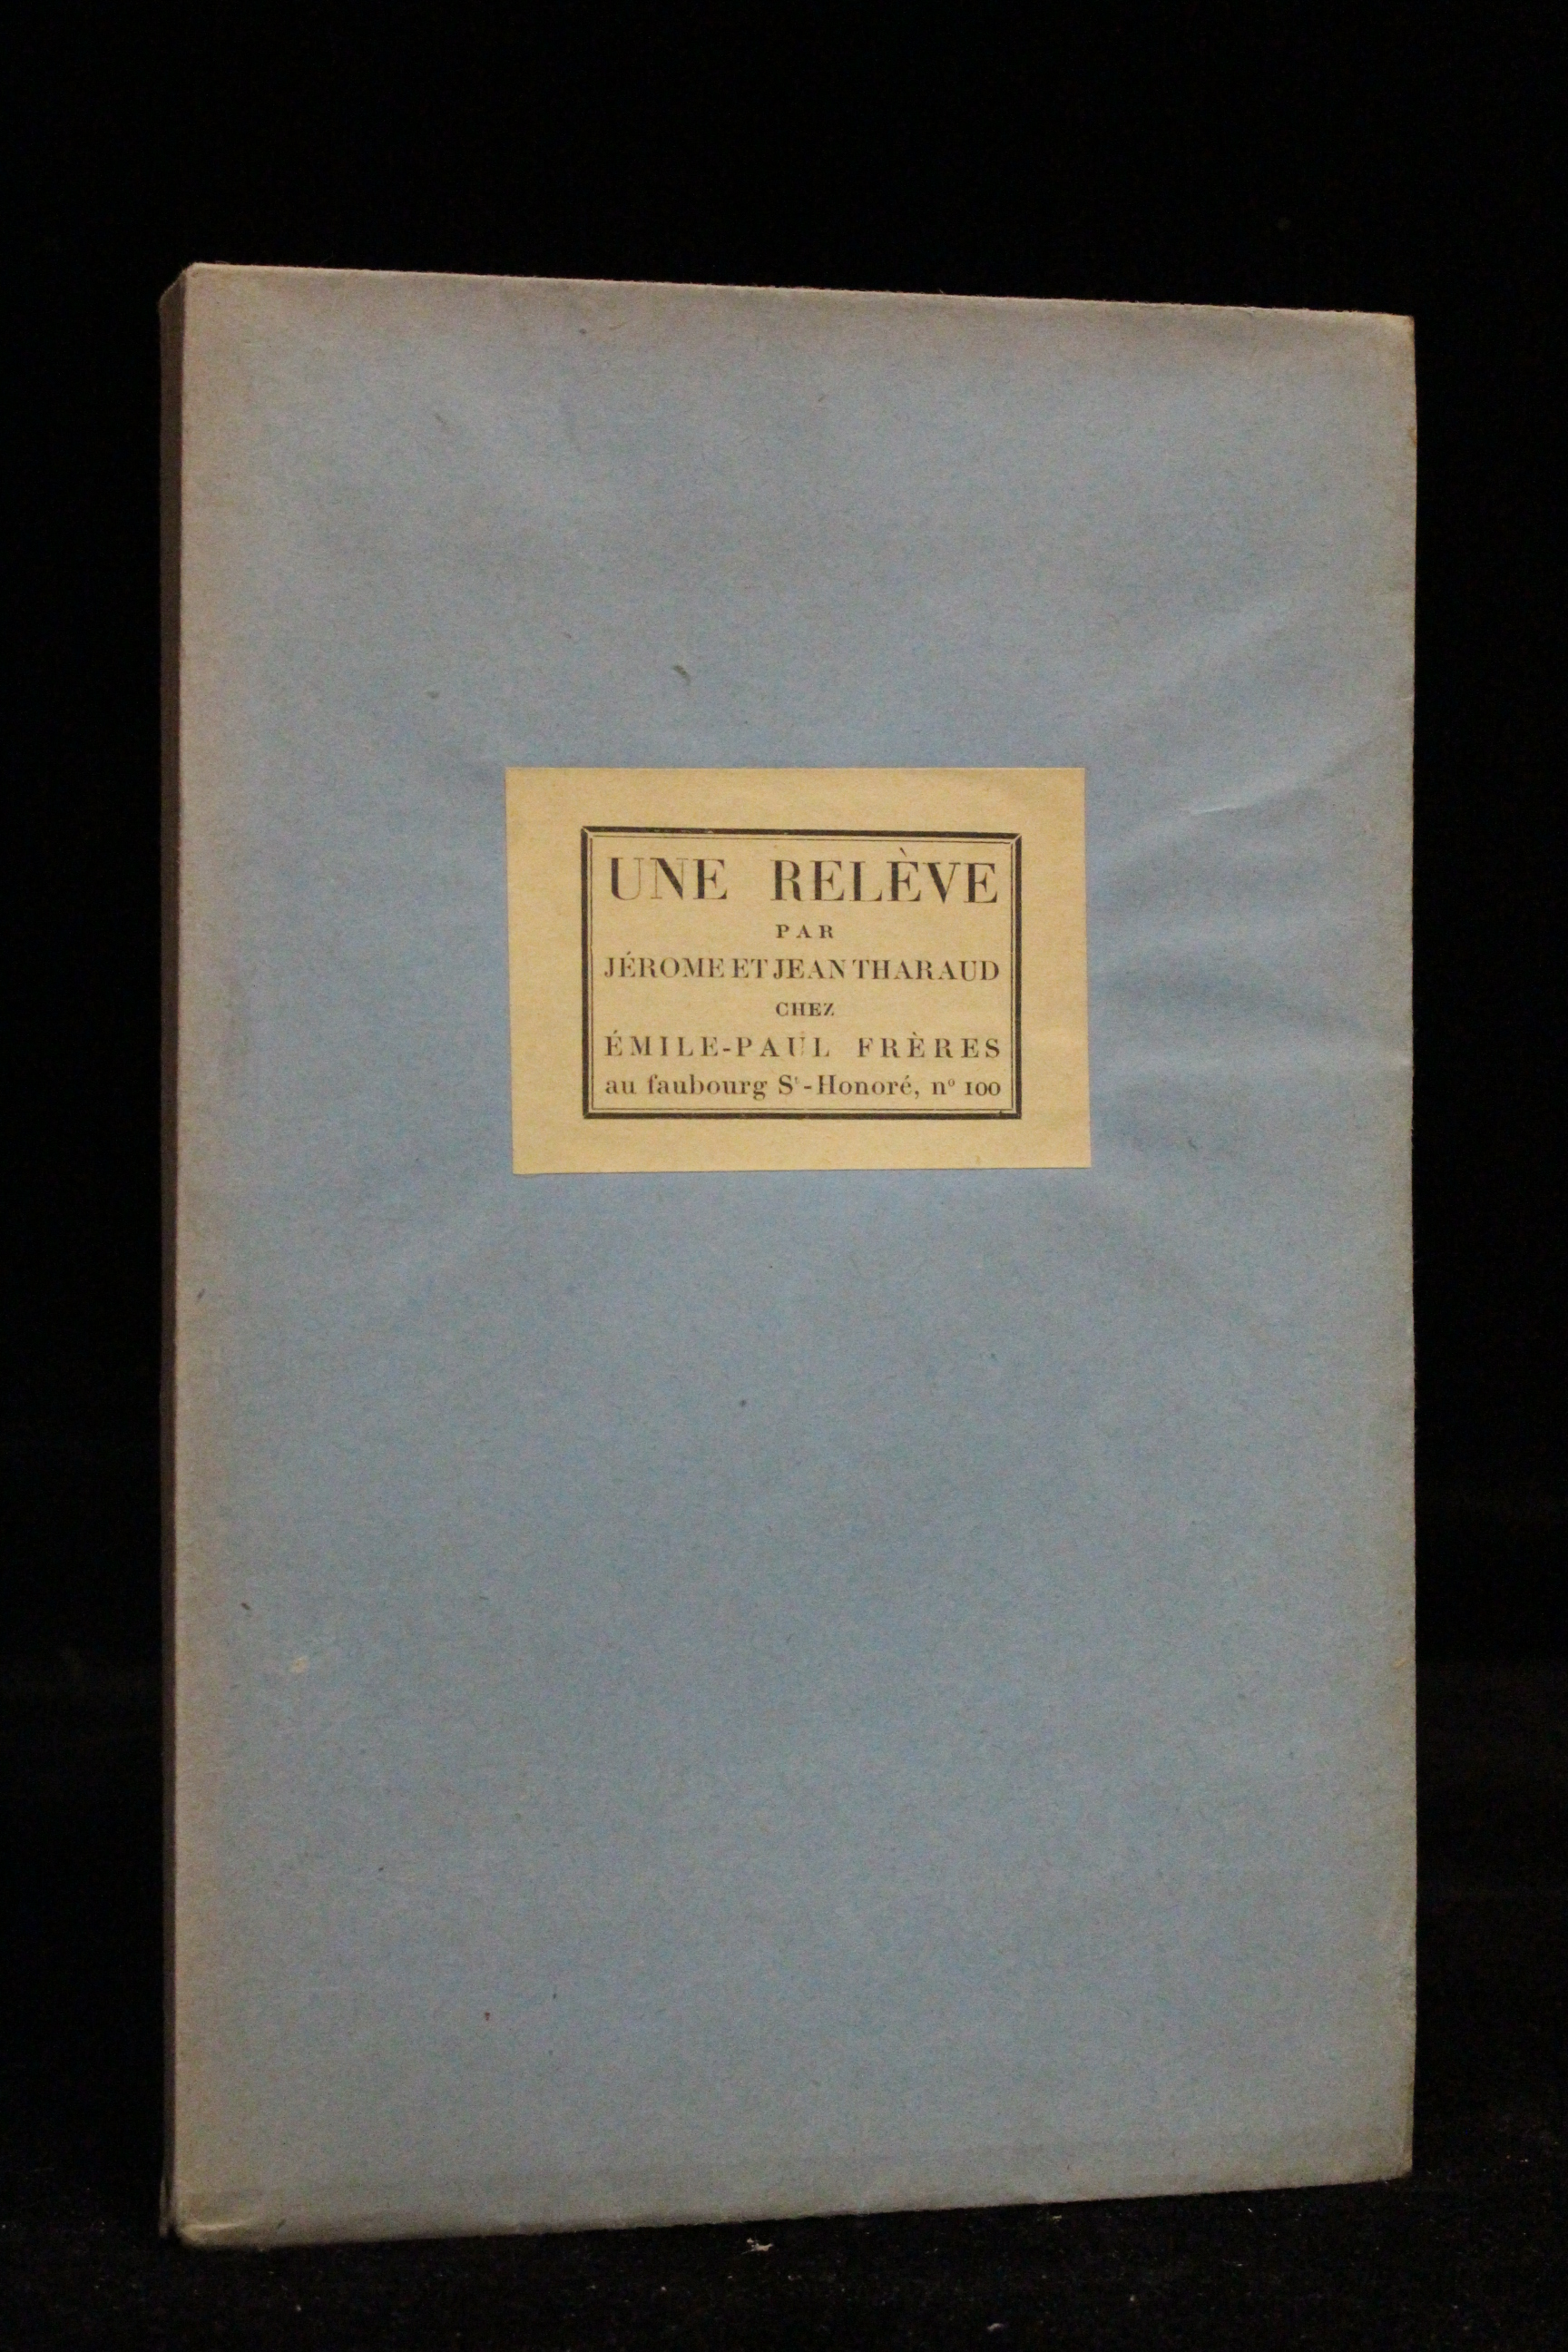 UNE RELÈVE
PAR
JÉROME ET JEAN THARAUD
CHEZ
ÉMILE-PAUL FRÈRES
au faubourg St-Honoré, nº 100